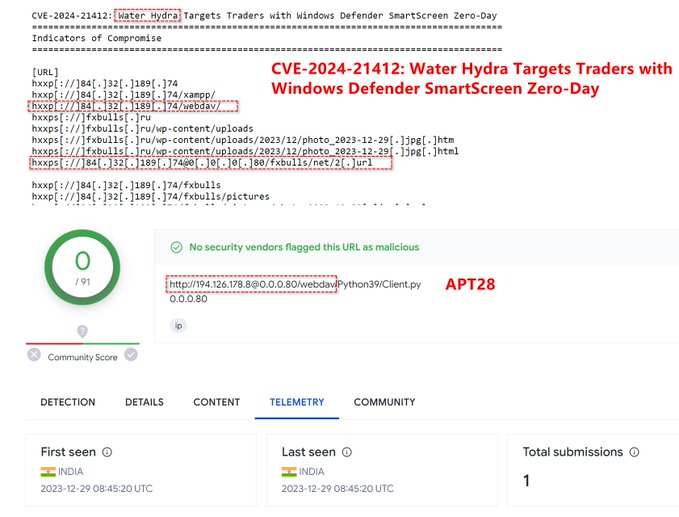 CVE-2024-21412: Water Hydra Targets Traders with Windows Defender SmartScreen Zero-Day
================================================================================
Indicators of Compromise
================================================================================
[URL]
hxxp[://]84[.]32[.]189[.]74
hxxp[://]84[.]32[.]189[.]74/xampp/
hxxp[://]84[.]32[.]189[.]74/webdav/
hxxps[://]fxbulls[.]ru
hxxps[://]fxbulls[.]ru/wp-content/uploads
hxxps[://]fxbulls[.]ru/wp-content/uploads/2023/12/photo_2023-12-29[.]jpg[.]htm
hxxps[://]fxbulls[.]ru/wp-content/uploads/2023/12/photo_2023-12-29[.]jpg[.]html
hxxps[://]84[.]32[.]189[.]74@0[.]0[.]0[.]80/fxbulls/net/2[.]url
hxxp[://]84[.]32[.]189[.]74/fxbulls
hxxp[://]84[.]32[.]189[.]74/fxbulls/pictures
CVE-2024-21412: Water Hydra Targets Traders with
Windows Defender SmartScreen Zero-Day
0
/ 91
?
Community Score
No security vendors flagged this URL as malicious
http://194.126.178.8@0.0.0.80/webdav/Python39/Client.py
0.0.0.80
ip
APT28
DETECTION DETAILS CONTENT TELEMETRY COMMUNITY
First seen
INDIA
2023-12-29 08:45:20 UTC
Last seen
INDIA
2023-12-29 08:45:20 UTC
Total submissions
1